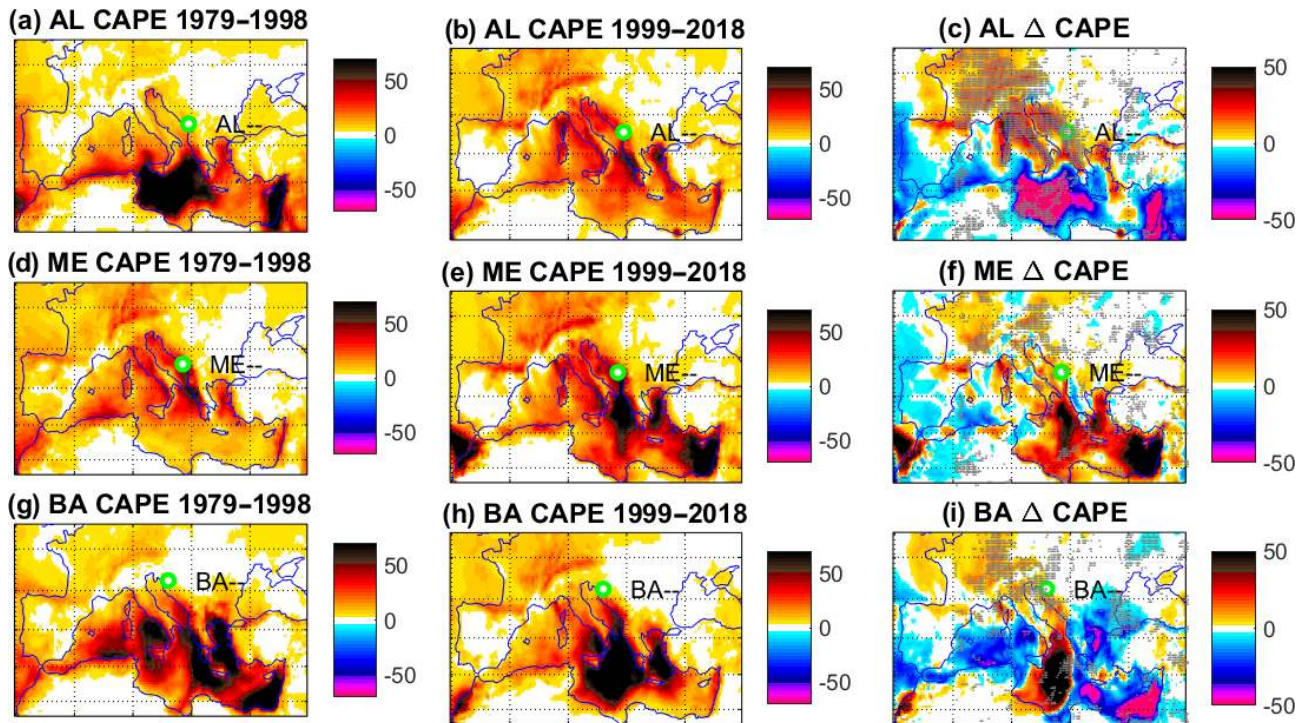 (a) AL CAPE 1979−1998
(b) AL CAPE 1999−2018
(c) AL △ CAPE
AL--
50
0
-50
AL--
50
0
-50
AL--
50
0
-50
(d) ME CAPE 1979−1998
(e) ME CAPE 1999−2018
(f) ME △ CAPE
ME--
50
0
-50
ME--
50
0
-50
ME--
50
0
-50
(g) BA CAPE 1979−1998
(h) BA CAPE 1999−2018
(i) BA △ CAPE
BA--
50
0
-50
BA--
50
0
-50
BA--
50
0
-50